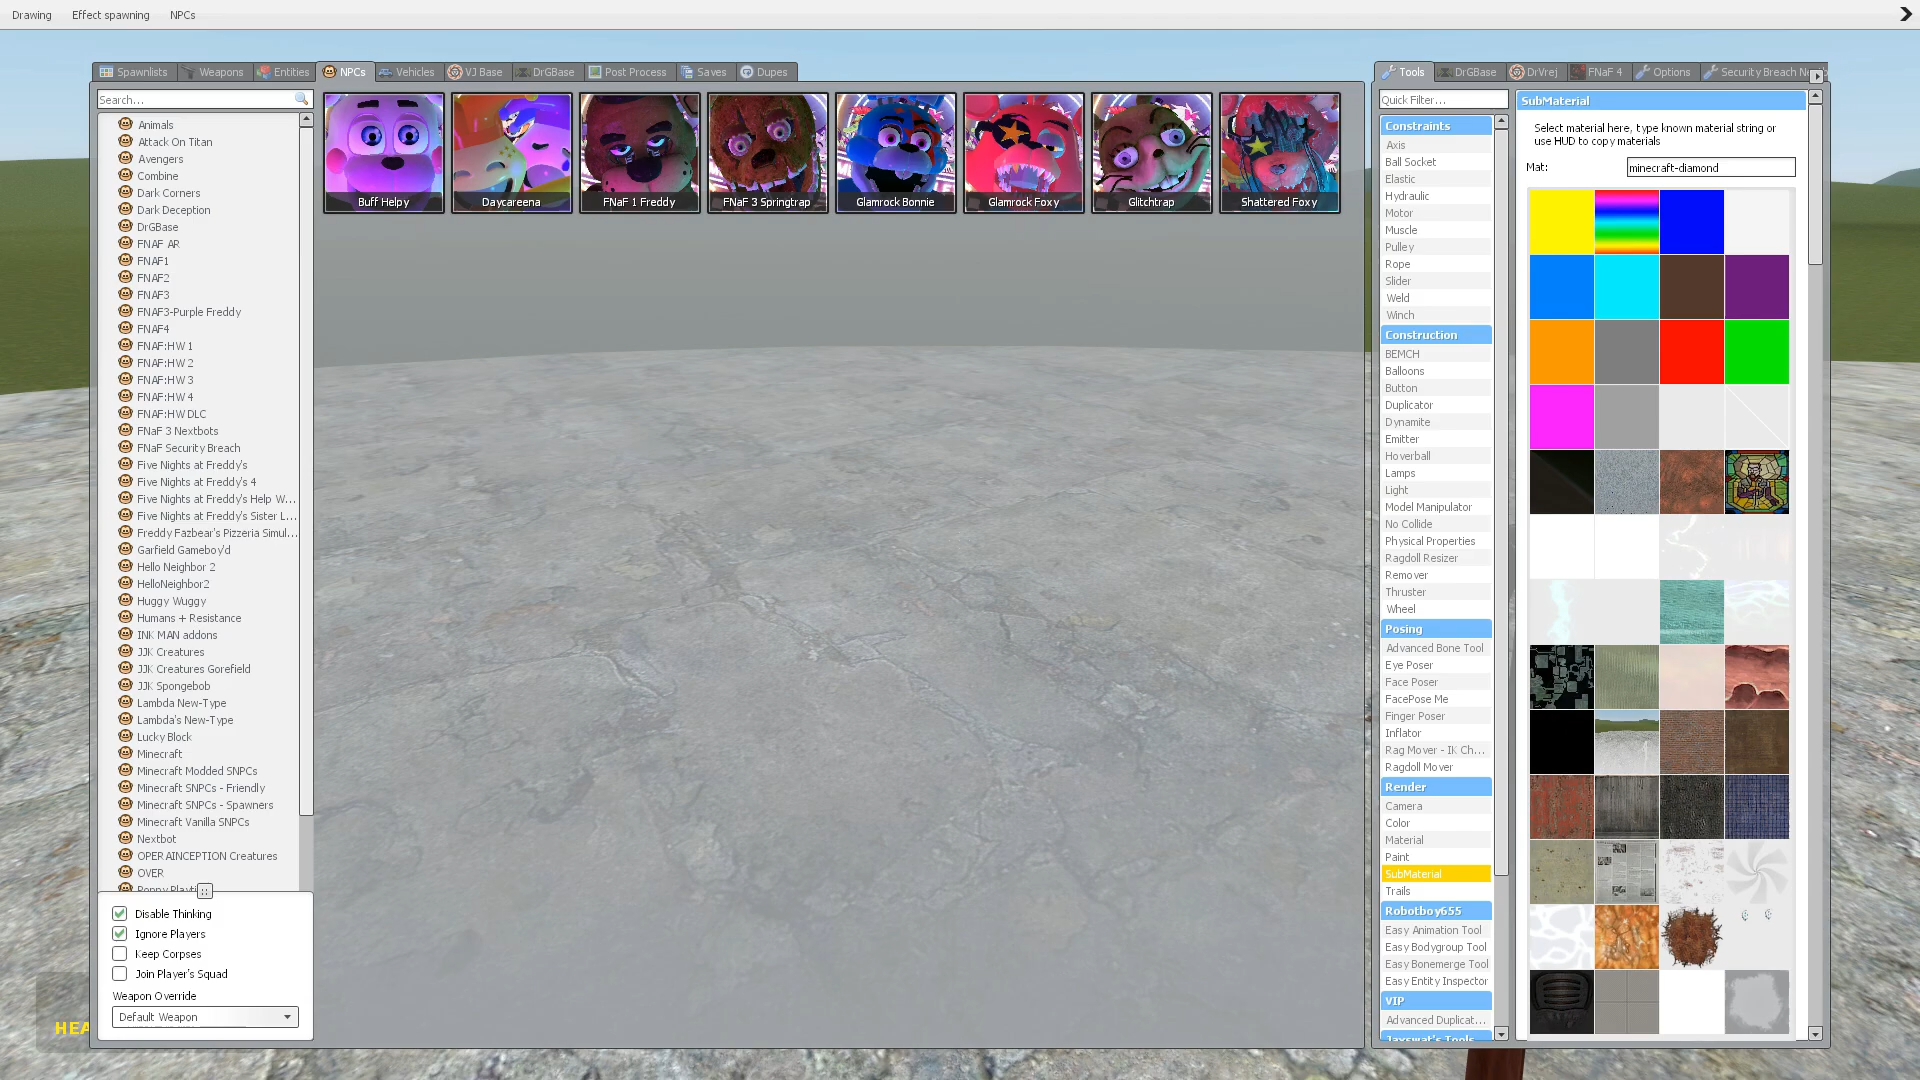 Drawing Effect spawning NPCs
Spawnlists Weapons Entities NPCs Vehicles VJ Base DrGBase Post Process Saves Dupes
Search...
Animals
Attack On Titan
Avengers
Combine
Dark Corners
Dark Deception
DrGBase
FNAF AR
FNAF1
FNAF2
FNAF3
FNAF3-Purple Freddy
FNAF4
FNAF:HW 1
FNAF:HW 2
FNAF:HW 3
FNAF:HW 4
FNAF:HW DLC
FNaF 3 Nextbots
FNaF Security Breach
Five Nights at Freddy's
Five Nights at Freddy's 4
Five Nights at Freddy's Help W...
Five Nights at Freddy's Sister L...
Freddy Fazbear's Pizzeria Simul...
Garfield Gameboy'd
Hello Neighbor 2
HelloNeighbor2
Huggy Wuggy
Humans + Resistance
INK MAN addons
JJK Creatures
JJK Creatures Gorefield
JJK Spongebob
Lambda New-Type
Lambda's New-Type
Lucky Block
Minecraft
Minecraft Modded SNPCs
Minecraft SNPCs - Friendly
Minecraft SNPCs - Spawners
Minecraft Vanilla SNPCs
Nextbot
OPERAINCEPTION Creatures
OVER
Disable Thinking
Ignore Players
Keep Corpses
Join Player's Squad
Weapon Override
Default Weapon
HEA
Buff Helpy
Daycareena
FNaF 1 Freddy
FNaF 3 Springtrap
Glamrock Bonnie
Glamrock Foxy
Glitchtrap
Shattered Foxy
Tools DrGBase DrVrej FNaF 4 Options Security Breach
Quick Filter...
Constraints
Axis
Ball Socket
Elastic
Hydraulic
Motor
Muscle
Pulley
Rope
Slider
Weld
Winch
Construction
BEMCH
Balloons
Button
Duplicator
Dynamite
Emitter
Hoverball
Lamps
Light
Model Manipulator
No Collide
Physical Properties
Ragdoll Resizer
Remover
Thruster
Wheel
Posing
Advanced Bone Tool
Eye Poser
Face Poser
FacePose Me
Finger Poser
Inflator
Rag Mover - IK Ch...
Ragdoll Mover
Render
Camera
Color
Material
Paint
SubMaterial
Trails
Robotboy655
Easy Animation Tool
Easy Bodygroup Tool
Easy Bonemerge Tool
Easy Entity Inspector
VIP
Advanced Duplicat...
Jaxswat's Tools
SubMaterial
Select material here, type known material string or
use HUD to copy materials
Mat: minecraft-diamond